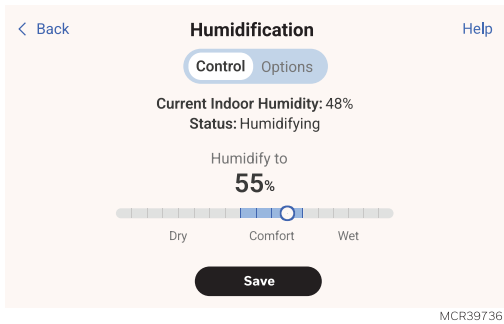 Back Humidification Help
Control Options
Current Indoor Humidity: 48%
Status: Humidifying
Humidify to
55%
Dry Comfort Wet
Save
MCR39736